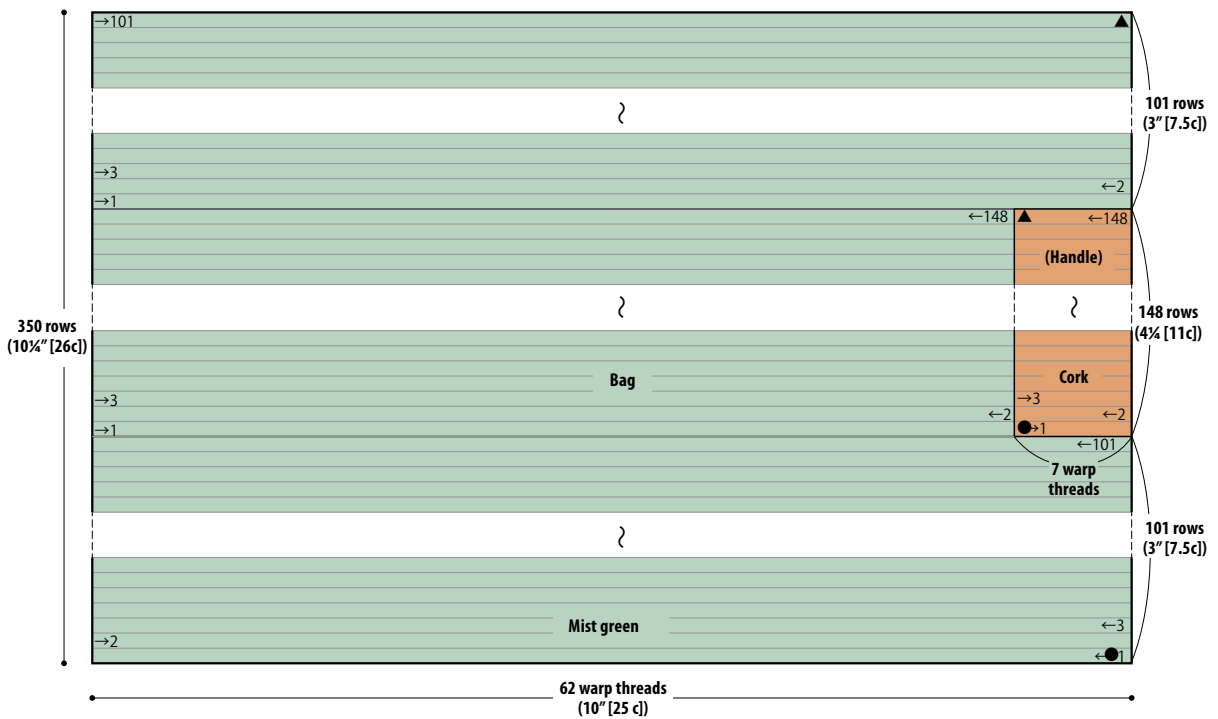 →101 ▲
101 rows
(3" [7.5c])
→3
←2
→1
←148 ▲ ←148
(Handle)
350 rows
(10¼" [26c])
148 rows
(4¼ [11c])
Bag
Cork
→3
→3
←2
←2
→1
●→1
←101
7 warp
threads
101 rows
(3" [7.5c])
Mist green
←3
→2
←●1
62 warp threads
(10" [25 c])